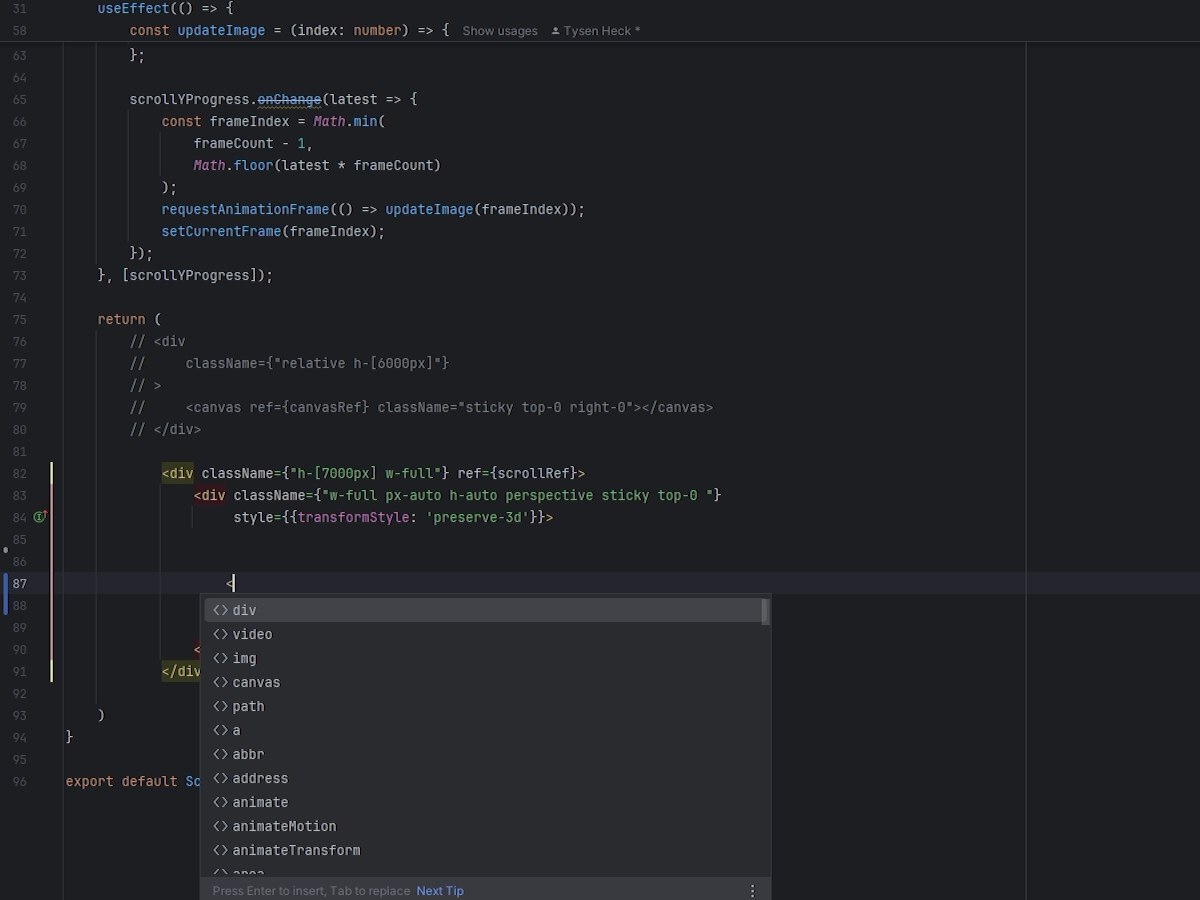 31 useEffect(() => {
58 const updateImage = (index: number) => { Show usages Tysen Heck *
63 };
64
65 scrollYProgress.onChange(latest => {
66 const frameIndex = Math.min(
67 frameCount - 1,
68 Math.floor(latest * frameCount)
69 );
70 requestAnimationFrame(() => updateImage(frameIndex));
71 setCurrentFrame(frameIndex);
72 });
73 }, [scrollYProgress]);
74
75 return (
76 // <div
77 // className={"relative h-[6000px]"}
78 // >
79 // <canvas ref={canvasRef} className="sticky top-0 right-0"></canvas>
80 // </div>
81
82 <div className={"h-[7000px] w-full"} ref={scrollRef}>
83 <div className={"w-full px-auto h-auto perspective sticky top-0 "}
84 style={{transformStyle: 'preserve-3d'}}>
85
86
87 <
88
89
90 <
91 </div
92
93 )
94 }
95
96 export default Sc
<> div
<> video
<> img
<> canvas
<> path
<> a
<> abbr
<> address
<> animate
<> animateMotion
<> animateTransform
<> area
Press Enter to insert, Tab to replace Next Tip